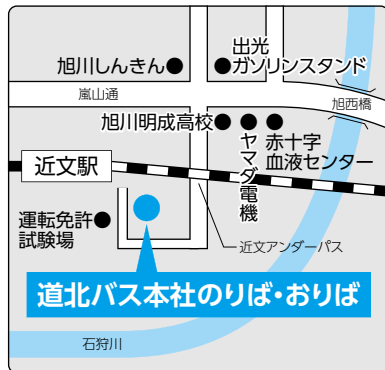 旭川しんきん
出光
ガソリンスタンド
嵐山通
旭西橋
旭川明成高校
ヤマダ電機
赤十字
血液センター
近文駅
運転免許
試験場
近文アンダーパス
道北バス本社のりば・おりば
石狩川